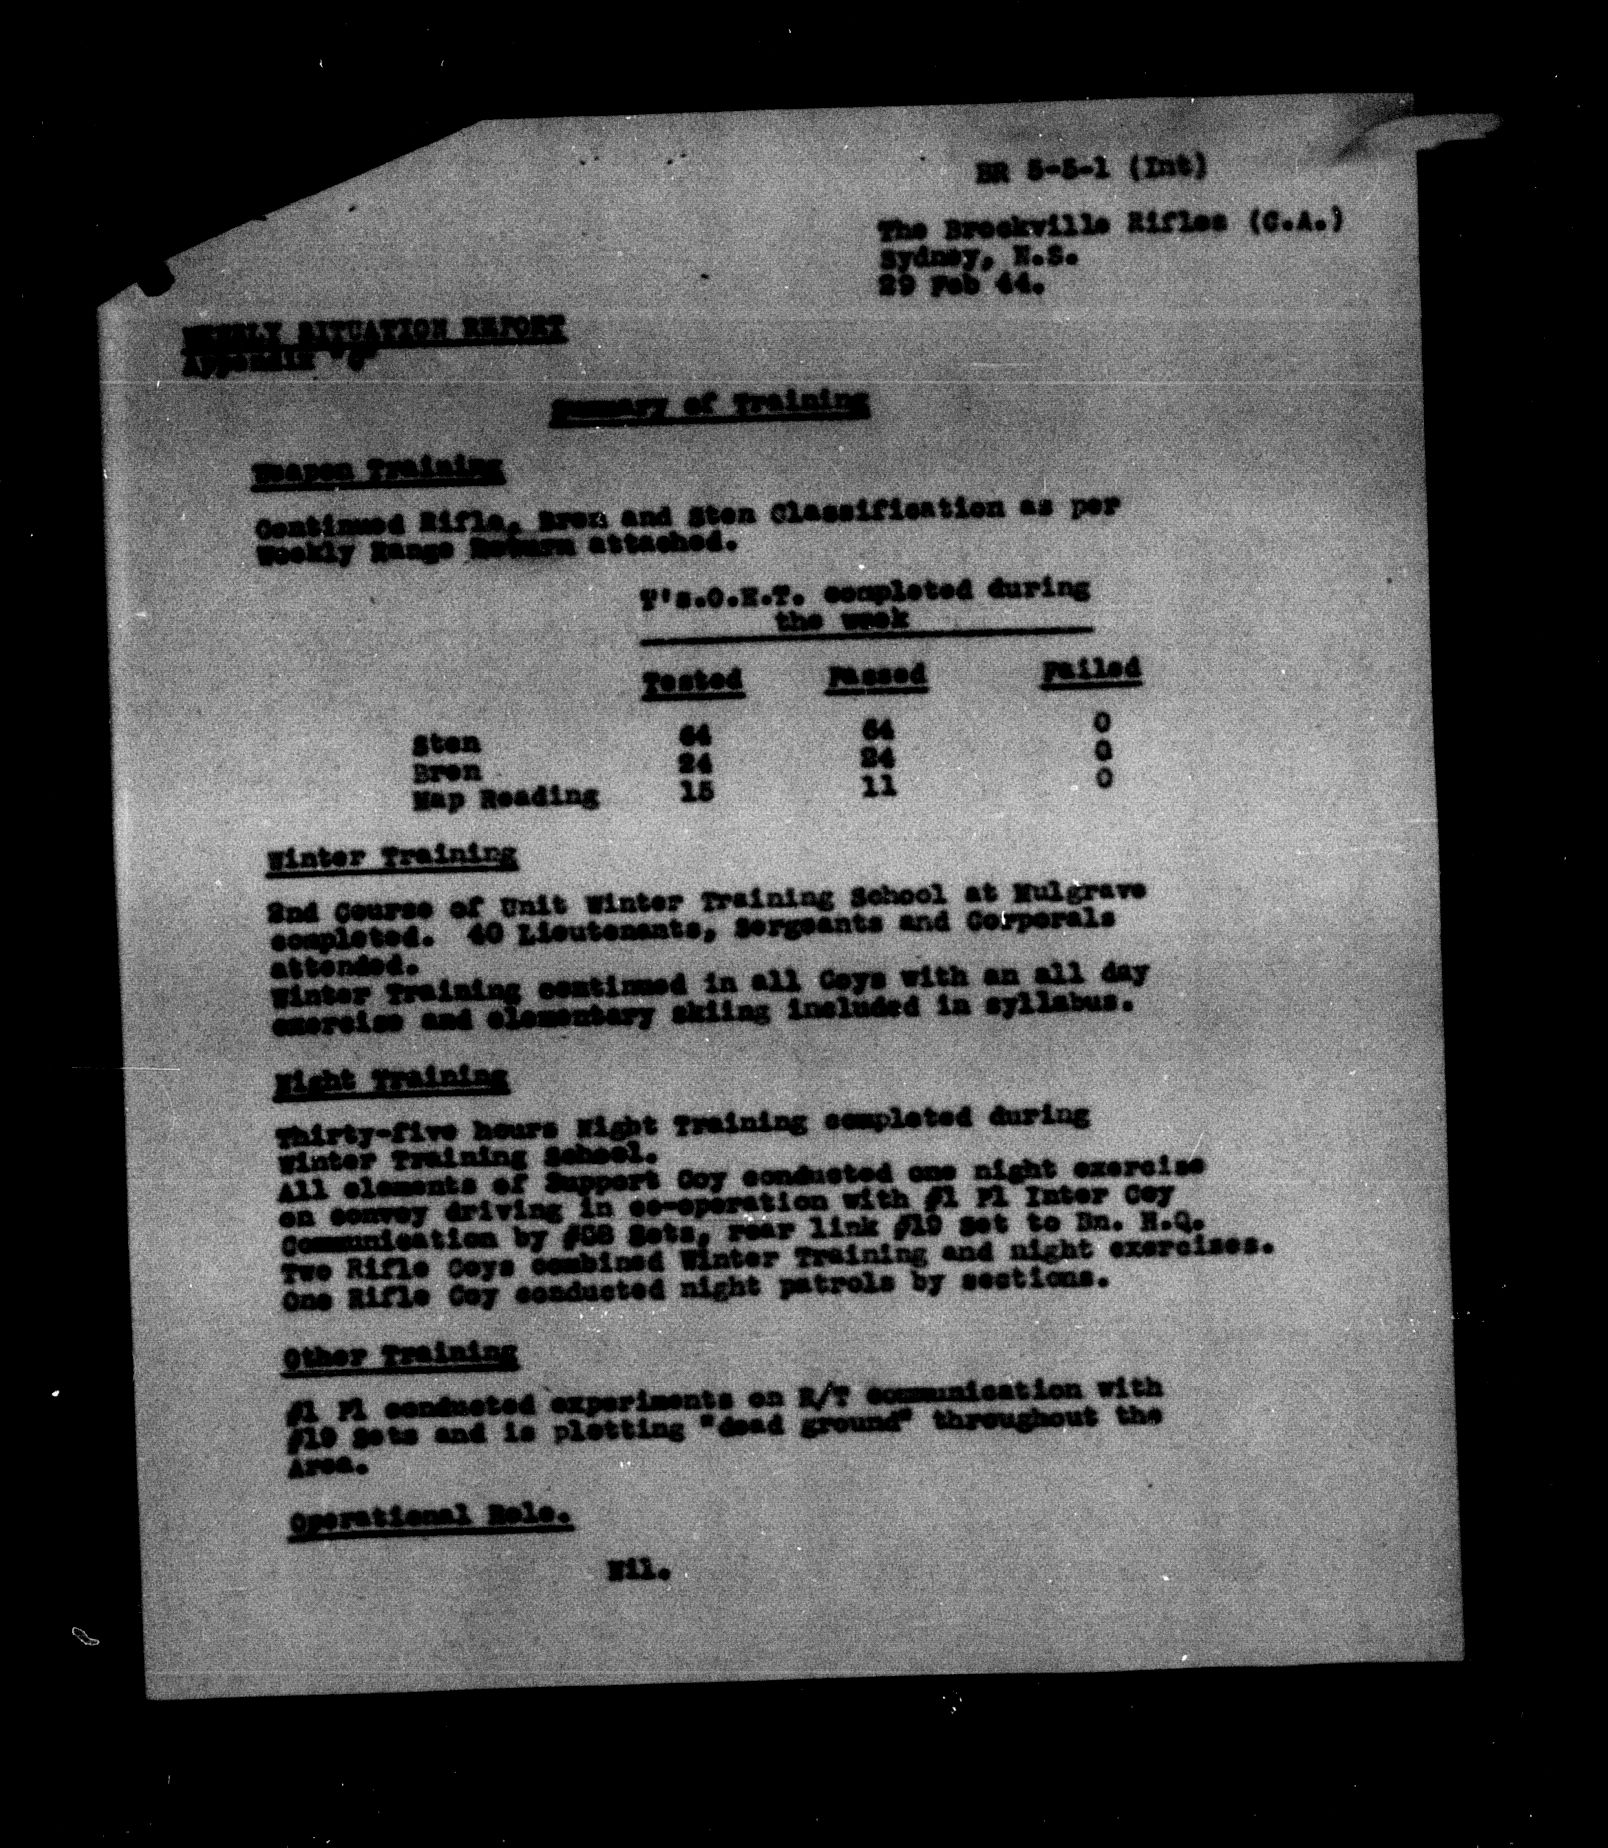 BR 5-5-1 (Int)
The Brockville Rifles (C.A.)
Sydney, N.S.
29 Feb 44.
WEEKLY SITUATION REPORT
Appendix
Summary of Training
Weapon Training
Continued Rifle, Bren and Sten Classification as per
Weekly Range Return attached.
T's.O.E.T. completed during
the week
Tested Passed Failed
Sten 64 64 0
Bren 24 24 0
Map Reading 15 11 0
Winter Training
2nd Course of Unit Winter Training School at Mulgrave
completed. 40 Lieutenants, Sergeants and Corporals
attended.
Winter Training continued in all Coys with an all day
exercise and elementary skiing included in syllabus.
Night Training
Thirty-five hours Night Training completed during
Winter Training School.
All elements of Support Coy conducted one night exercise
on convoy driving in co-operation with #1 Pl Inter Coy
Communication by Sets, rear link #19 Set to Bn. H.Q.
Two Rifle Coys combined Winter Training and night exercises.
One Rifle Coy conducted night patrols by sections.
Other Training
#1 Pl conducted experiments on R/T communication with
#19 Sets and is plotting "dead ground" throughout the
Area.
Operational Role.
Nil.